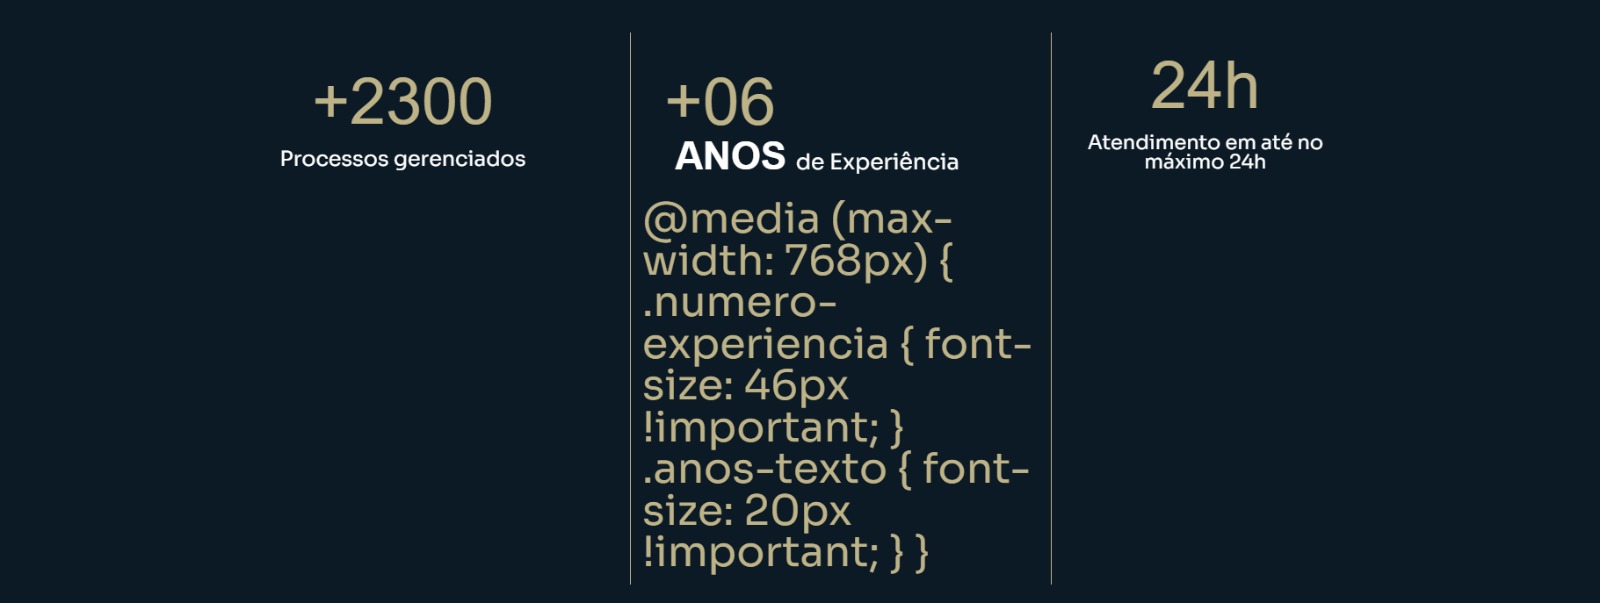 +2300
Processos gerenciados
+06
ANOS de Experiência
@media (max-
width: 768px) {
.numero-
experiencia { font-
size: 46px
!important; }
.anos-texto { font-
size: 20px
!important; } }
24h
Atendimento em até no
máximo 24h